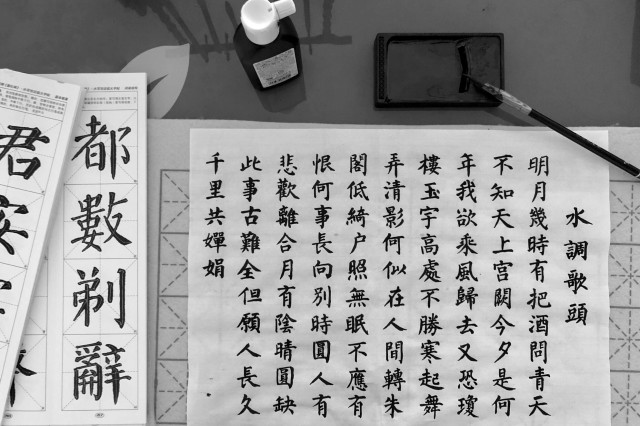 水調歌頭
明月幾時有把酒問青天
不知天上宮闕今夕是何
年我欲乘風歸去又恐瓊
樓玉宇高處不勝寒起舞
弄清影何似在人間轉朱
閣低綺户照無眠不應有
恨何事長向別時圓人有
悲歡離合月有陰晴圓缺
此事古難全但願人長久
千里共嬋娟
都數剃辭
君